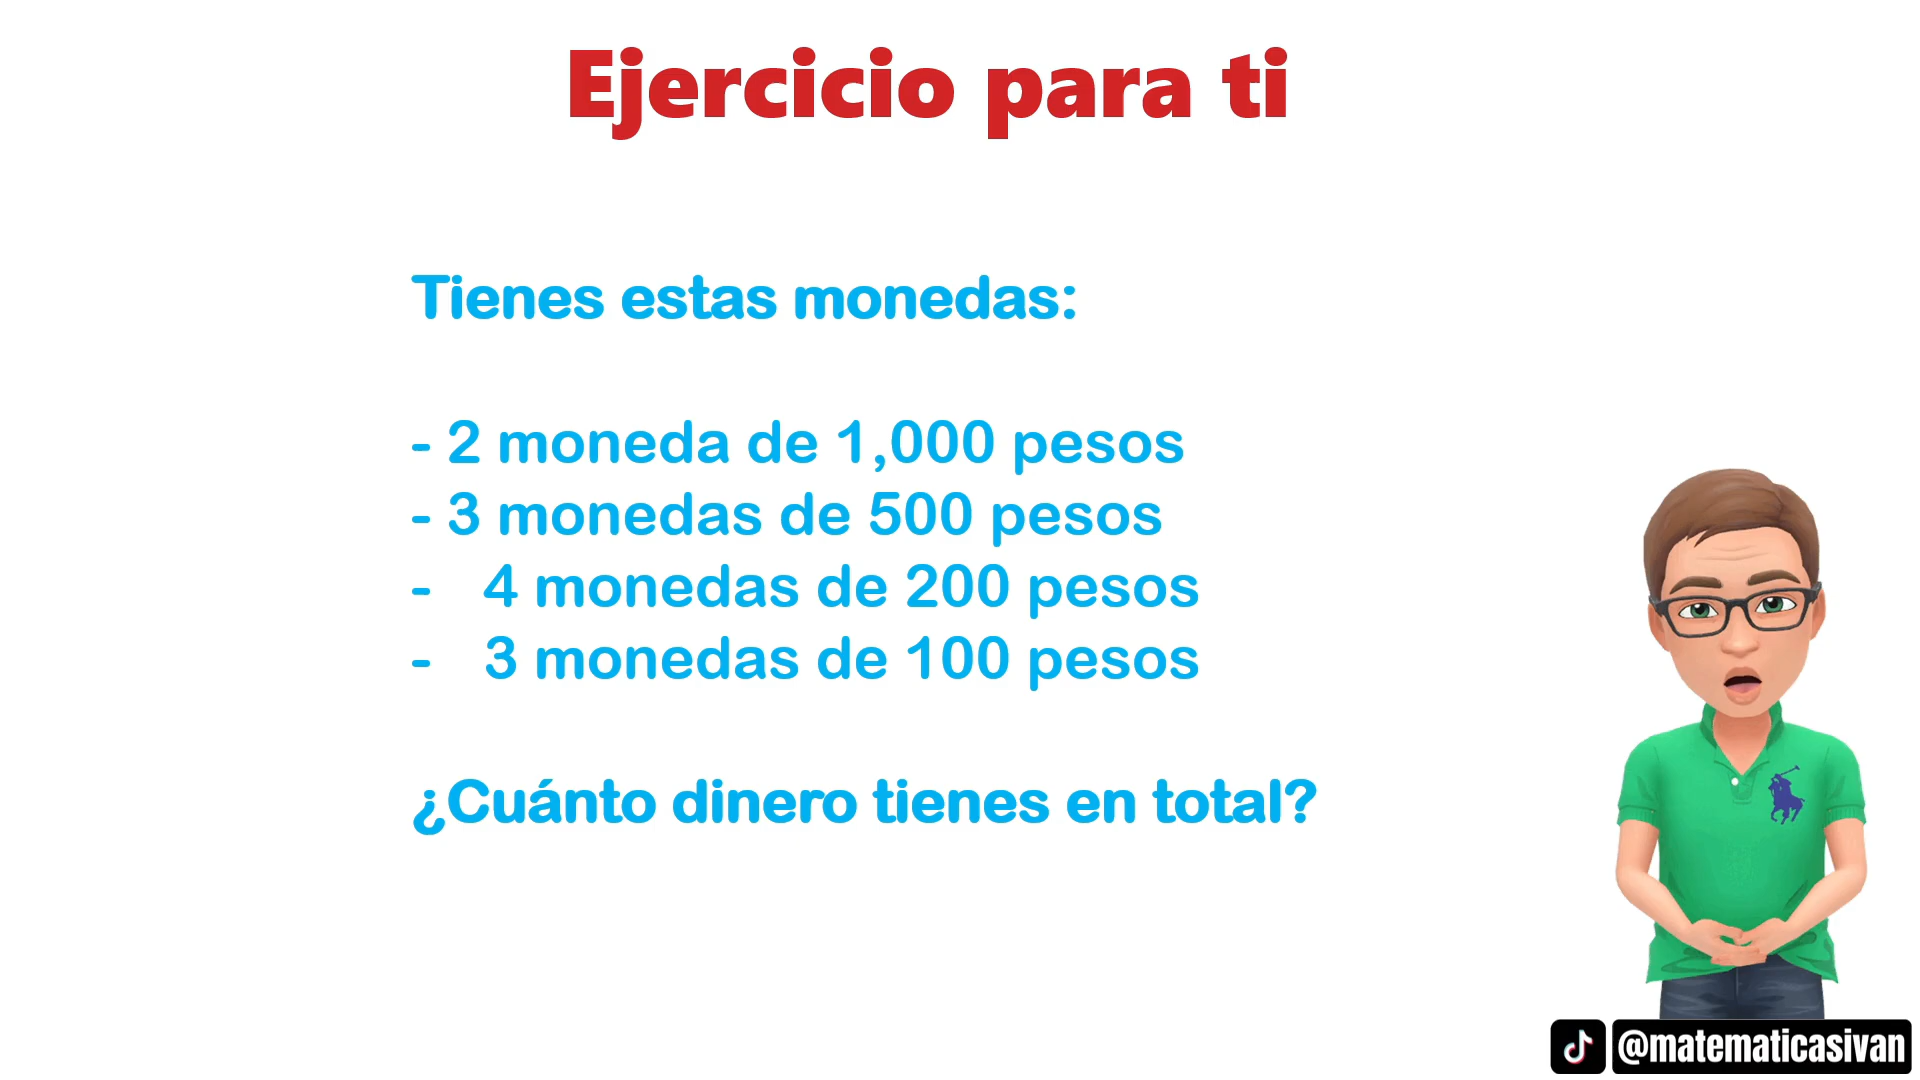 Ejercicio para ti
Tienes estas monedas:
- 2 moneda de 1,000 pesos
- 3 monedas de 500 pesos
- 4 monedas de 200 pesos
- 3 monedas de 100 pesos
¿Cuánto dinero tienes en total?
@matematicasivan